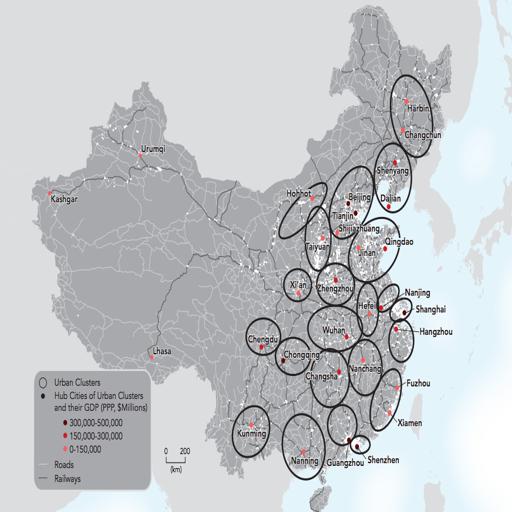 Harbin
Changchun
Urumqi
Shenyang
Kashgar
Hohhot
Beijing
Dalian
Tianjin
Shijiazhuang
Taiyuan
Qingdao
Jinan
Xi'an
Zhengzhou
Nanjing
Hefei
Shanghai
Wuhan
Hangzhou
Chengdu
Lhasa
Chongqing
Nanchang
Changsha
Fuzhou
Xiamen
Kunming
Nanning
Guangzhou
Shenzhen
Urban Clusters
Hub Cities of Urban Clusters
and their GDP (PPP, $Millions)
300,000-500,000
150,000-300,000
0-150,000
Roads
Railways
0 200
(km)